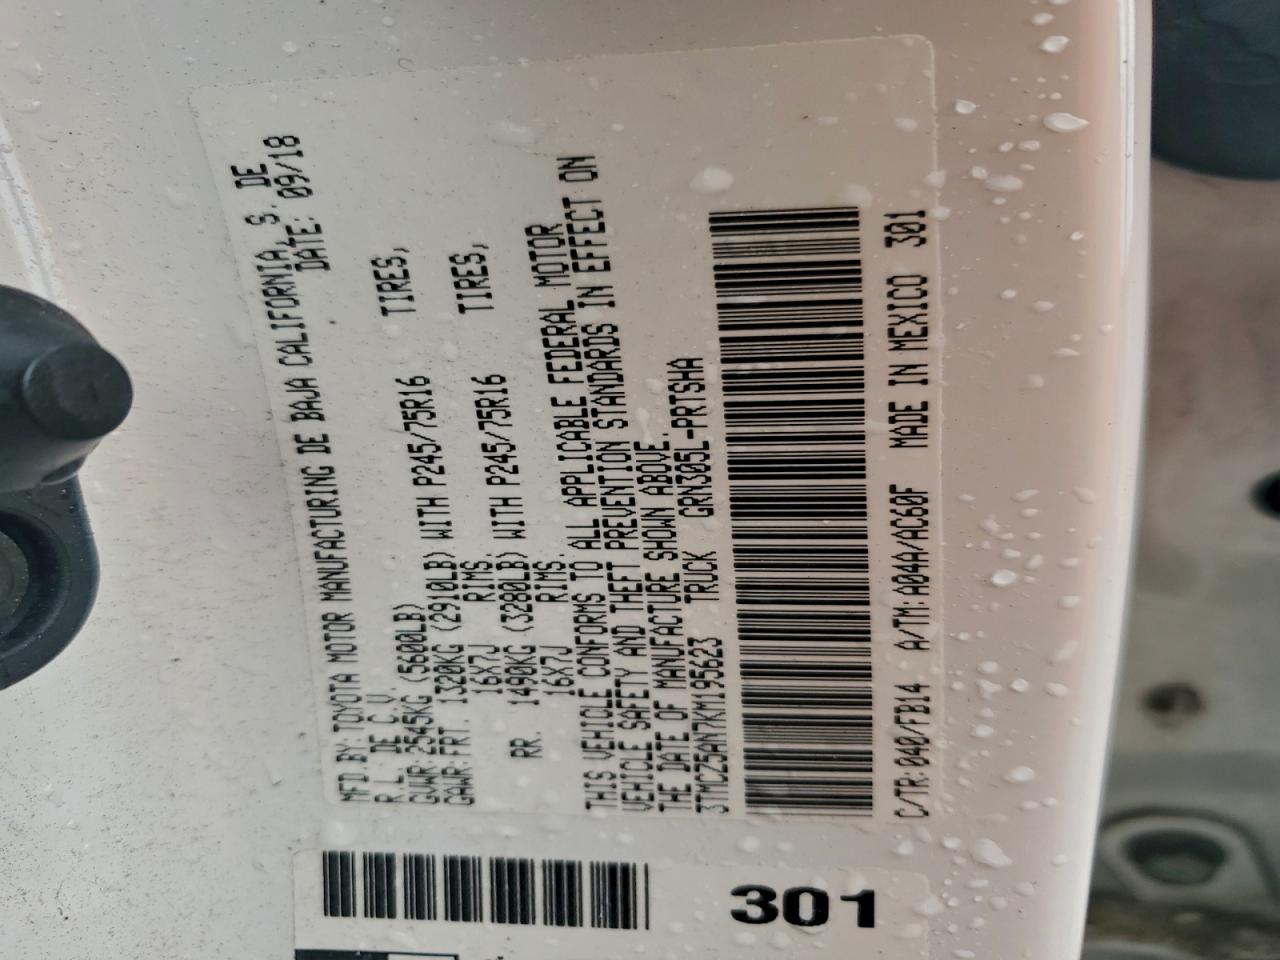 MFD BY: TOYOTA MOTOR MANUFACTURING DE BAJA CALIFORNIA, S. DE
R.L. DE C.V. DATE: 09/18
GVWR: 2545KG (5600LB)
GAWR: FRT. 1320KG (2910LB) WITH P245/75R16 TIRES,
16X7J RIMS.
RR. 1490KG (3280LB) WITH P245/75R16 TIRES,
16X7J RIMS.
THIS VEHICLE CONFORMS TO ALL APPLICABLE FEDERAL MOTOR
VEHICLE SAFETY AND THEFT PREVENTION STANDARDS IN EFFECT ON
THE DATE OF MANUFACTURE SHOWN ABOVE.
3TMCZ5AN7KM195623 TRUCK GRN305L-PRTSHA
C/TR: 040/FB14 A/TM: A04A/AC60F MADE IN MEXICO 301
301